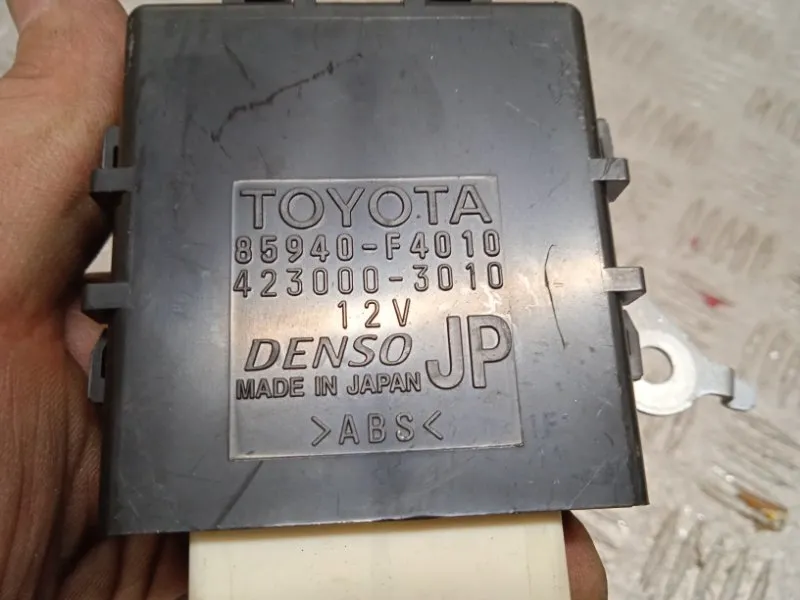 TOYOTA
85940-F4010
423000-3010
12V
DENSO JP
MADE IN JAPAN
>ABS<